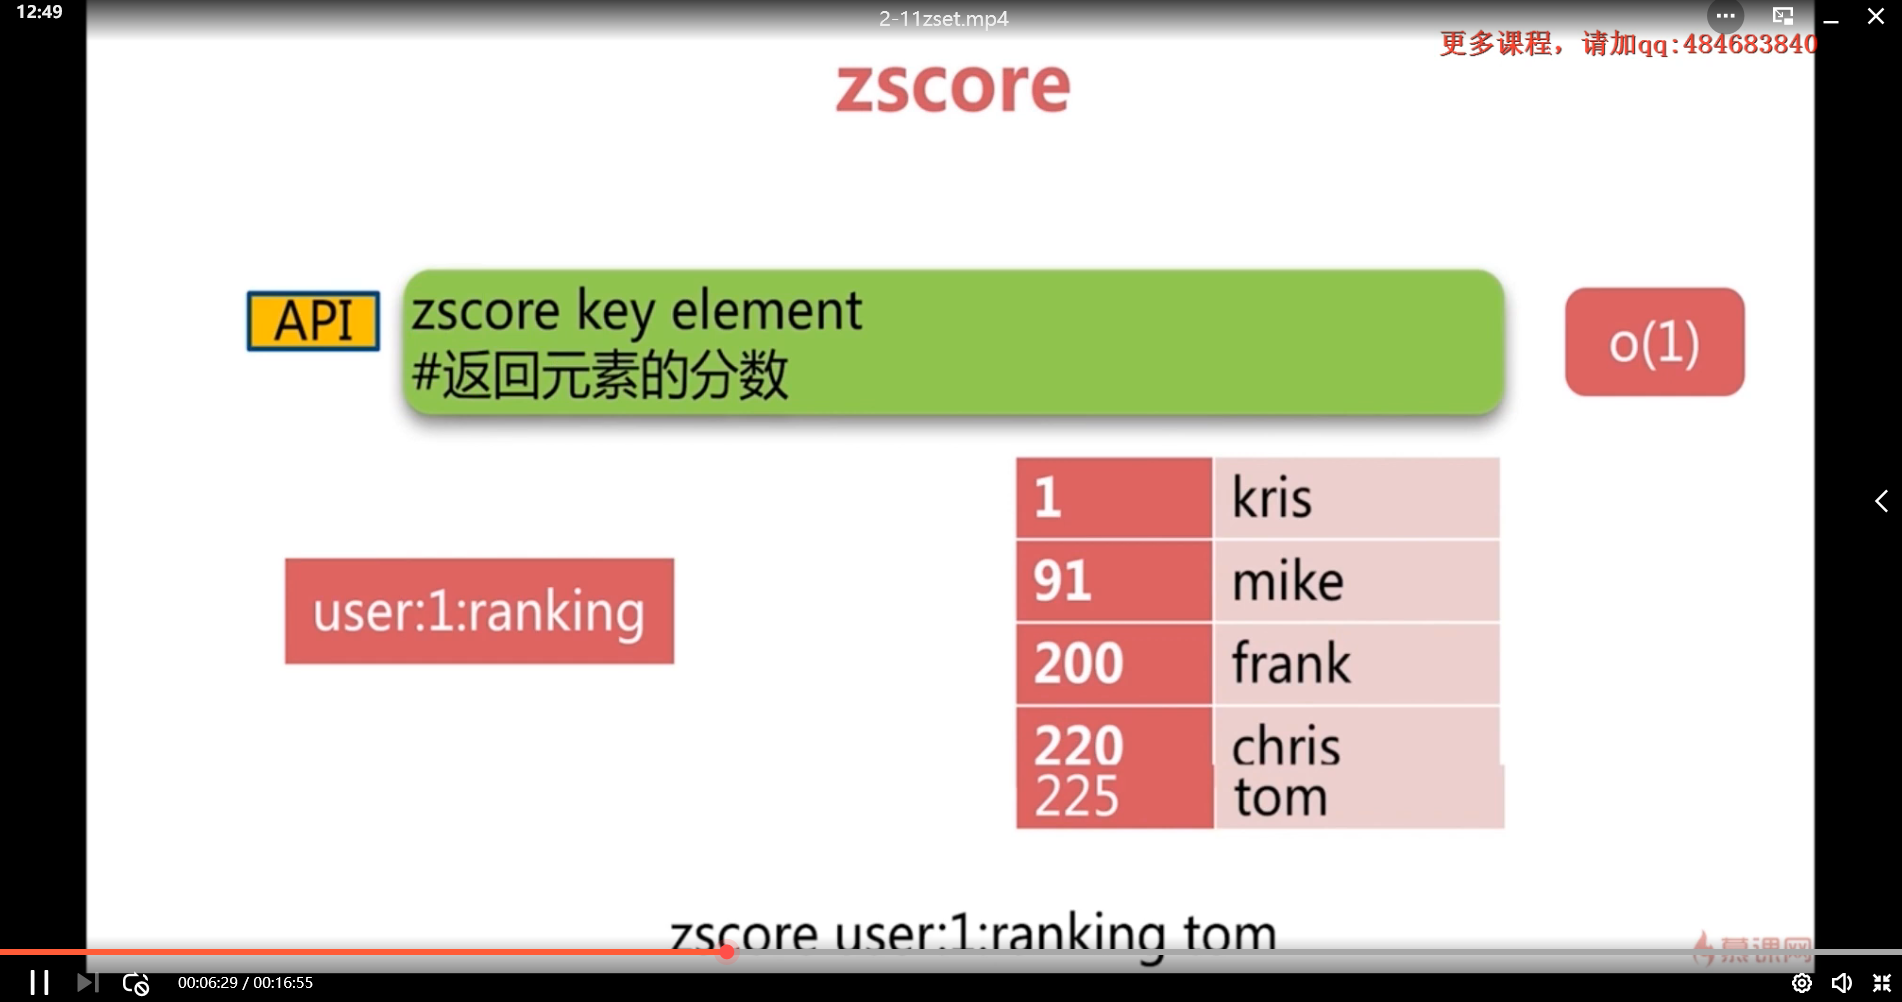 12:49
2-11zset.mp4
更多课程，请加qq:484683840
zscore
API
zscore key element
#返回元素的分数
o(1)
user:1:ranking
1 kris
91 mike
200 frank
220 chris
225 tom
zscore user:1:ranking tom
慕课网
00:06:29 / 00:16:55